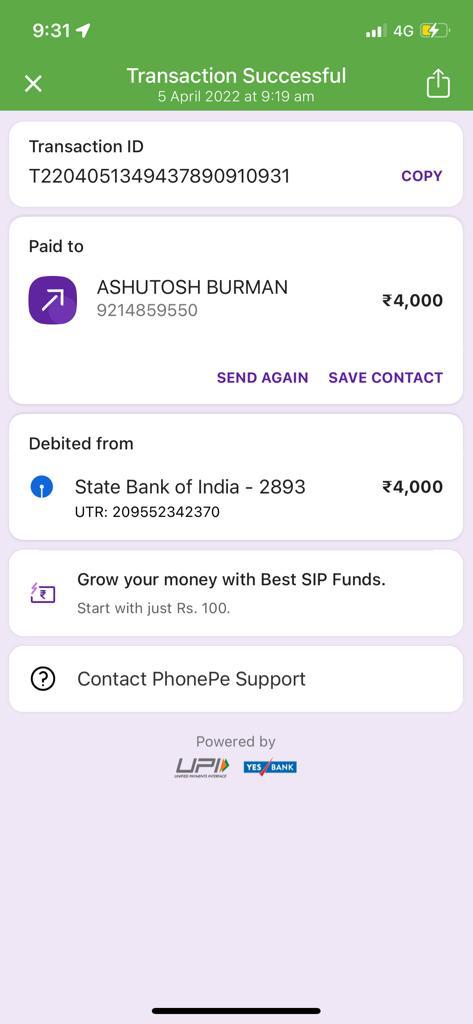 9:31
4G
Transaction Successful
5 April 2022 at 9:19 am
Transaction ID
T2204051349437890910931
COPY
Paid to
ASHUTOSH BURMAN
₹4,000
9214859550
SEND AGAIN SAVE CONTACT
Debited from
State Bank of India - 2893
₹4,000
UTR: 209552342370
Grow your money with Best SIP Funds.
Start with just Rs. 100.
Contact PhonePe Support
Powered by
UPI
UNIFIED PAYMENTS INTERFACE
YES BANK